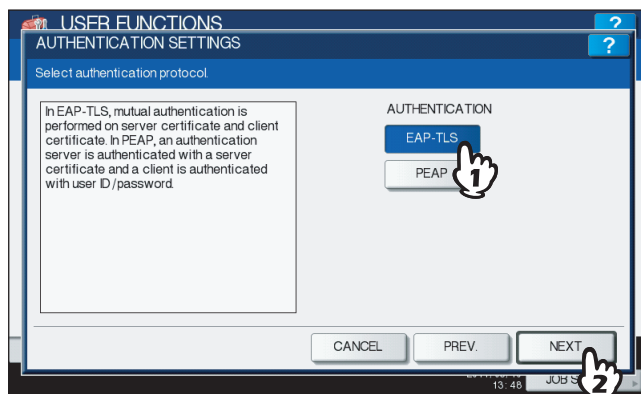 USER FUNCTIONS
?
AUTHENTICATION SETTINGS
?
Select authentication protocol.
In EAP-TLS, mutual authentication is
performed on server certificate and client
certificate. In PEAP, an authentication
server is authenticated with a server
certificate and a client is authenticated
with user ID/password.
AUTHENTICATION
EAP-TLS
PEAP
1
CANCEL
PREV.
NEXT
2
13:48
JOB S